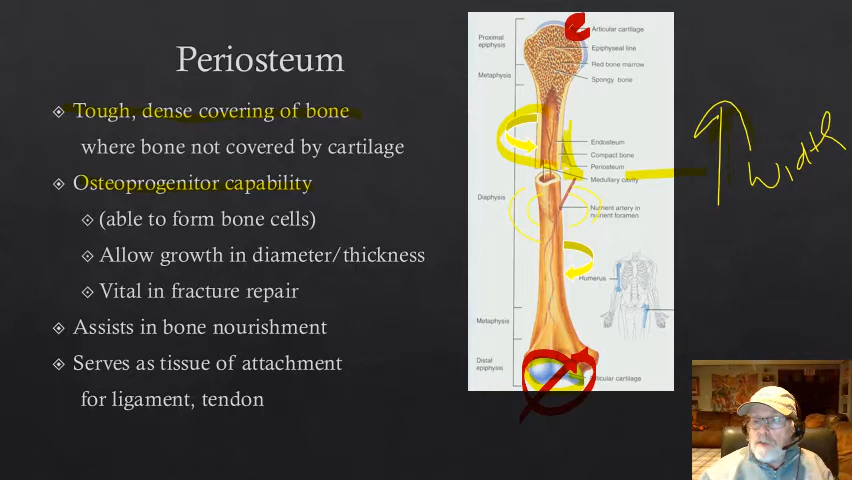 Periosteum
Tough, dense covering of bone
where bone not covered by cartilage
Osteoprogenitor capability
(able to form bone cells)
Allow growth in diameter/thickness
Vital in fracture repair
Assists in bone nourishment
Serves as tissue of attachment
for ligament, tendon
Proximal
epiphysis
Metaphysis
Diaphysis
Metaphysis
Distal
epiphysis
Articular cartilage
Epiphyseal line
Red bone marrow
Spongy bone
Endosteum
Compact bone
Periosteum
Medullary cavity
Nutrient artery in
nutrient foramen
Humerus
cartilage
width